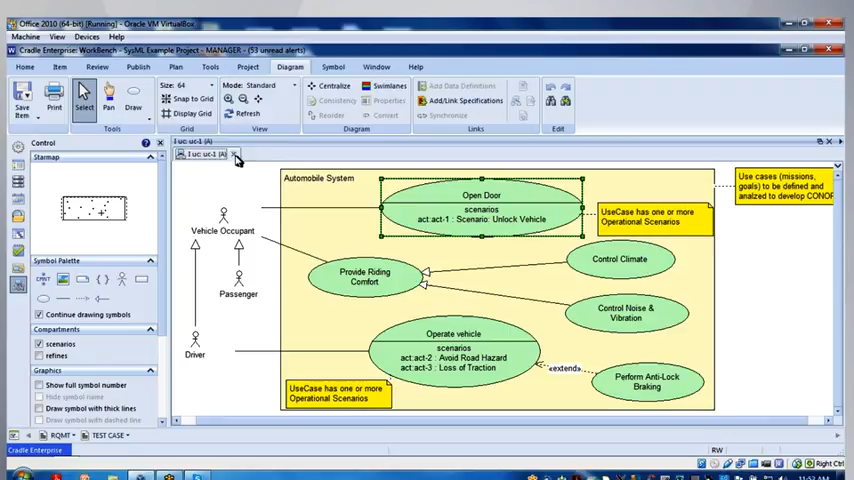 Office 2010 (64-bit) [Running] - Oracle VM VirtualBox
Machine View Devices Help
Cradle Enterprise: WorkBench - SysML Example Project - MANAGER - (53 unread alerts)
Home Item Review Publish Plan Tools Project Diagram Symbol Window Help
Save Item
Print
Select
Pan
Draw
Tools
Size: 64
Snap to Grid
Display Grid
Grid
Mode: Standard
Refresh
View
Centralize
Swimlanes
Consistency
Properties
Reorder
Convert
Diagram
Add Data Definitions
Add/Link Specifications
Synchronize
Links
Edit
I uc: uc-1 (A)
I uc: uc-1 (A)
Control
Starmap
Symbol Palette
Continue drawing symbols
Compartments
scenarios
refines
Graphics
Show full symbol number
Hide symbol name
Draw symbol with thick lines
Draw symbol with dashed line
Automobile System
Open Door
scenarios
act:act-1 : Scenario: Unlock Vehicle
Use cases (missions,
goals) to be defined and
analzed to develop CONOP
UseCase has one or more
Operational Scenarios
Vehicle Occupant
Provide Riding
Comfort
Control Climate
Passenger
Control Noise &
Vibration
Driver
Operate vehicle
scenarios
act:act-2 : Avoid Road Hazard
act:act-3 : Loss of Traction
«extend»
Perform Anti-Lock
Braking
UseCase has one or more
Operational Scenarios
RQMT TEST CASE
Cradle Enterprise
RW
Right Ctrl
11:52 AM